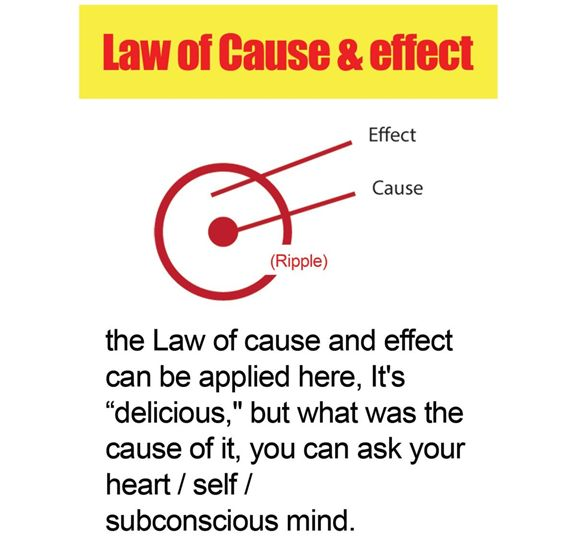 Law of Cause & effect
Effect
Cause
(Ripple)
the Law of cause and effect
can be applied here, It's
“delicious," but what was the
cause of it, you can ask your
heart / self /
subconscious mind.